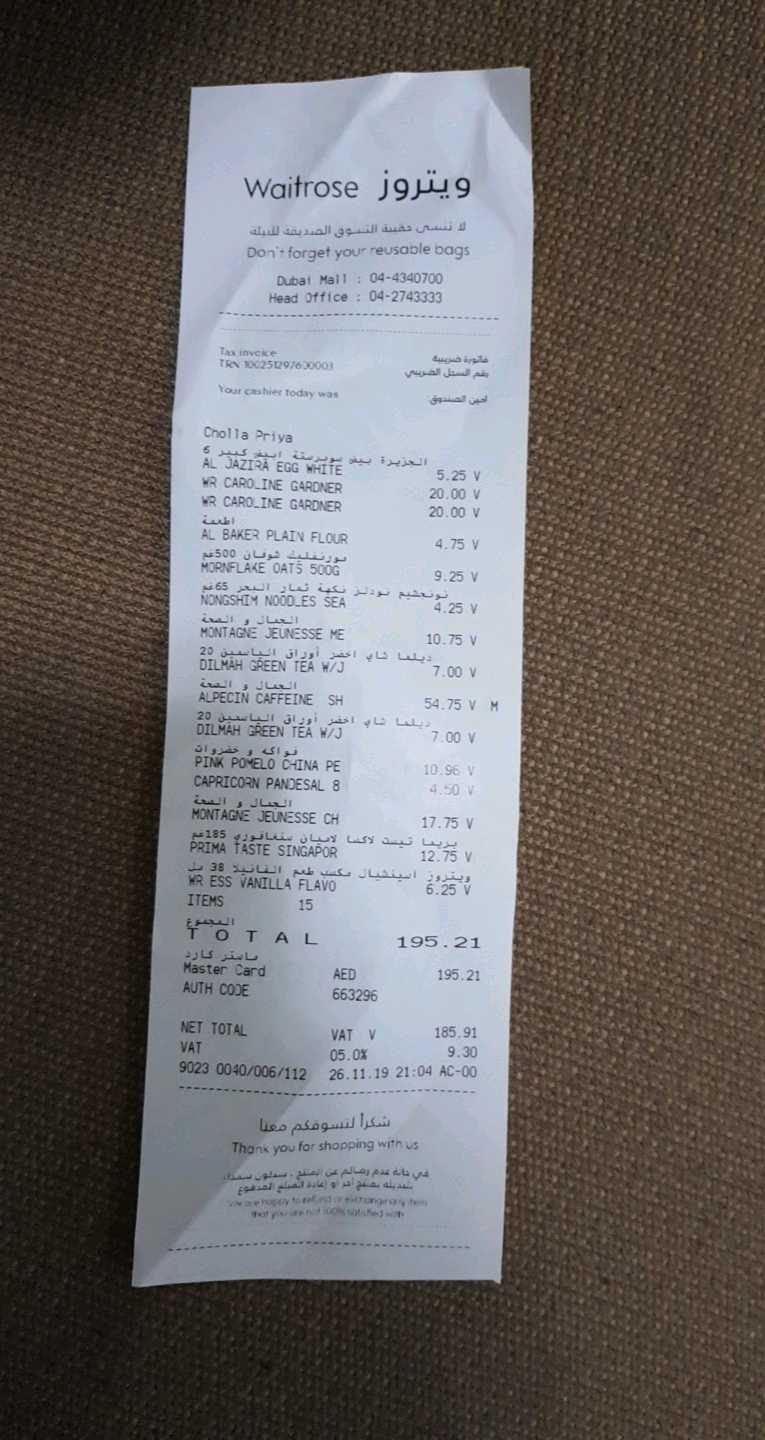 Waitrose ويتروز
لا تنسى حقيبة التسوق الصديقة للبيئة
Don't forget your reusable bags
Dubai Mall : 04-4340700
Head Office : 04-2743333
Tax invoice فاتورة ضريبية
TRN 100251297600003 رقم السجل الضريبي
Your cashier today was امين الصندوق:
Cholla Priya
الجزيرة بيض سوبرستة ابيض كبير 6
AL JAZIRA EGG WHITE 5.25 V
WR CAROLINE GARDNER 20.00 V
WR CAROLINE GARDNER 20.00 V
اطعمة
AL BAKER PLAIN FLOUR 4.75 V
مورنفليك شوفان 500غم
MORNFLAKE OATS 500G 9.25 V
نونجشيم نودلز نكهة ثمار البحر 65غم
NONGSHIM NOODLES SEA 4.25 V
الجمال و الصحة
MONTAGNE JEUNESSE ME 10.75 V
ديلما شاي اخضر أوراق الياسمين 20
DILMAH GREEN TEA W/J 7.00 V
الجمال و الصحة
ALPECIN CAFFEINE SH 54.75 V M
ديلما شاي اخضر أوراق الياسمين 20
DILMAH GREEN TEA W/J 7.00 V
فواكه و خضروات
PINK POMELO CHINA PE 10.96 V
CAPRICORN PANDESAL 8 4.50 V
الجمال و الصحة
MONTAGNE JEUNESSE CH 17.75 V
بريما تيست لاكسا لاميان سنغافوري 185غم
PRIMA TASTE SINGAPOR 12.75 V
ويتروز اسينشيال مكسب طعم الفانيلا 38 مل
WR ESS VANILLA FLAVO 6.25 V
ITEMS 15
المجموع
TOTAL 195.21
ماستر كارد
Master Card AED 195.21
AUTH CODE 663296
NET TOTAL VAT V 185.91
VAT 05.0% 9.30
9023 0040/006/112 26.11.19 21:04 AC-00
شكراً لتسوقكم معنا
Thank you for shopping with us
في حالة عدم رضاكم عن المنتج ، سنكون سعداء
بتبديله بمنتج آخر أو إعادة المبلغ المدفوع
We are happy to refund or exchange any item
that you are not 100% satisfied with